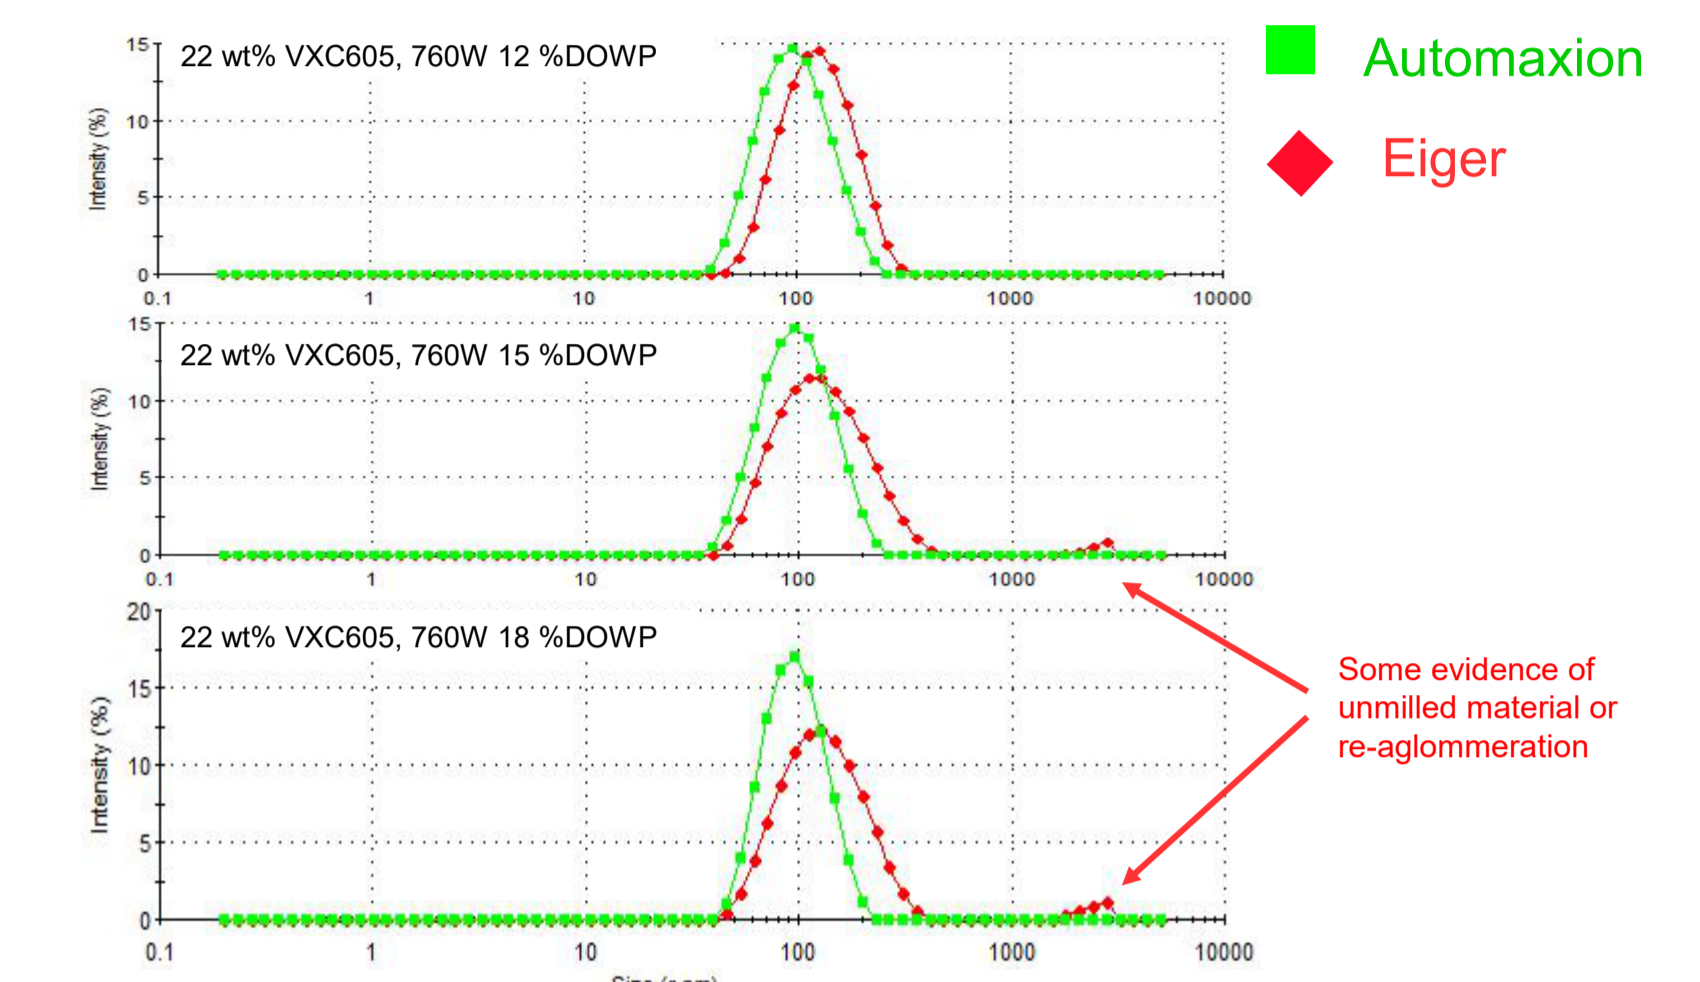 22 wt% VXC605, 760W 12 %DOWP
Automaxion
Eiger
Intensity (%)
15
10
5
0
0.1 1 10 100 1000 10000
22 wt% VXC605, 760W 15 %DOWP
Intensity (%)
15
10
5
0
0.1 1 10 100 1000 10000
22 wt% VXC605, 760W 18 %DOWP
Intensity (%)
20
15
10
5
0
0.1 1 10 100 1000 10000
Some evidence of
unmilled material or
re-aglommeration